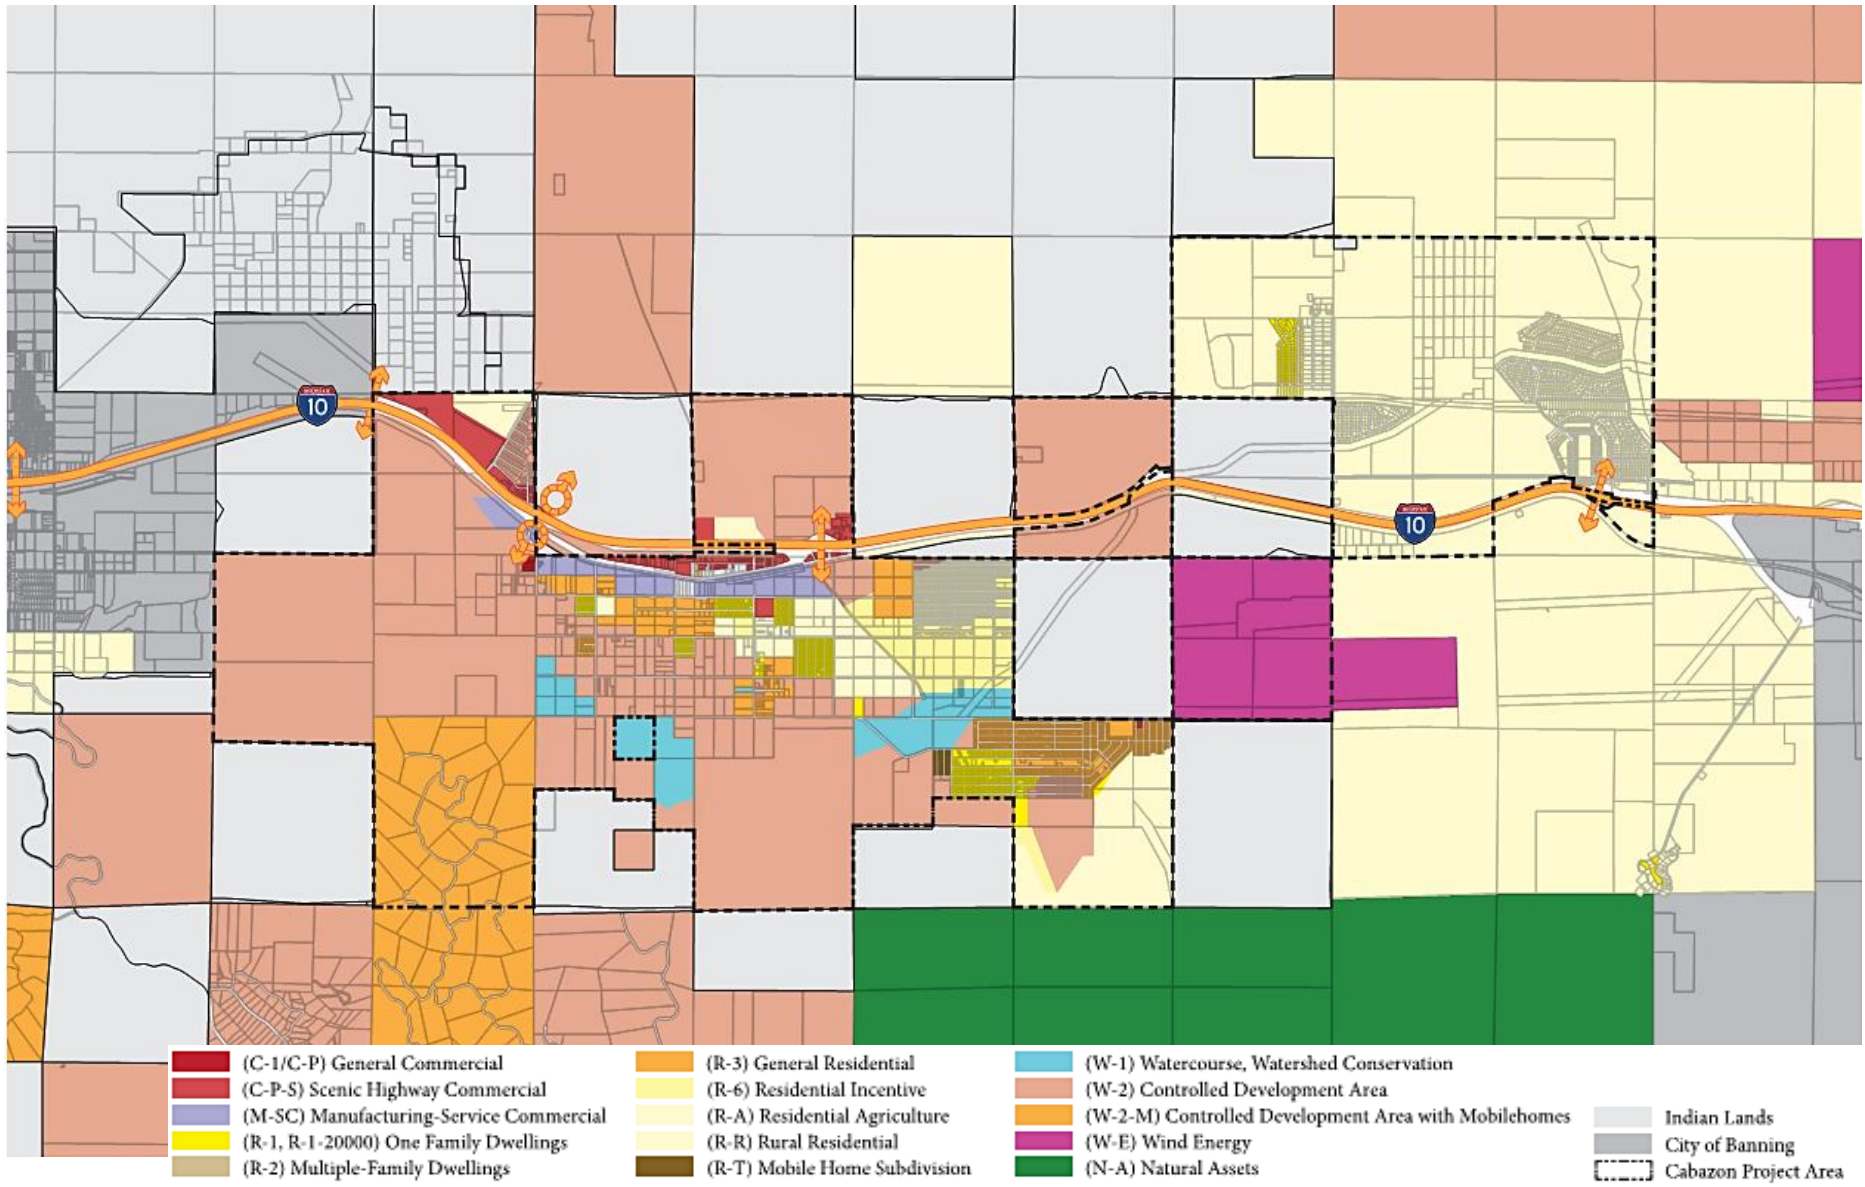 10
10
(C-1/C-P) General Commercial
(C-P-S) Scenic Highway Commercial
(M-SC) Manufacturing-Service Commercial
(R-1, R-1-20000) One Family Dwellings
(R-2) Multiple-Family Dwellings
(R-3) General Residential
(R-6) Residential Incentive
(R-A) Residential Agriculture
(R-R) Rural Residential
(R-T) Mobile Home Subdivision
(W-1) Watercourse, Watershed Conservation
(W-2) Controlled Development Area
(W-2-M) Controlled Development Area with Mobilehomes
(W-E) Wind Energy
(N-A) Natural Assets
Indian Lands
City of Banning
Cabazon Project Area